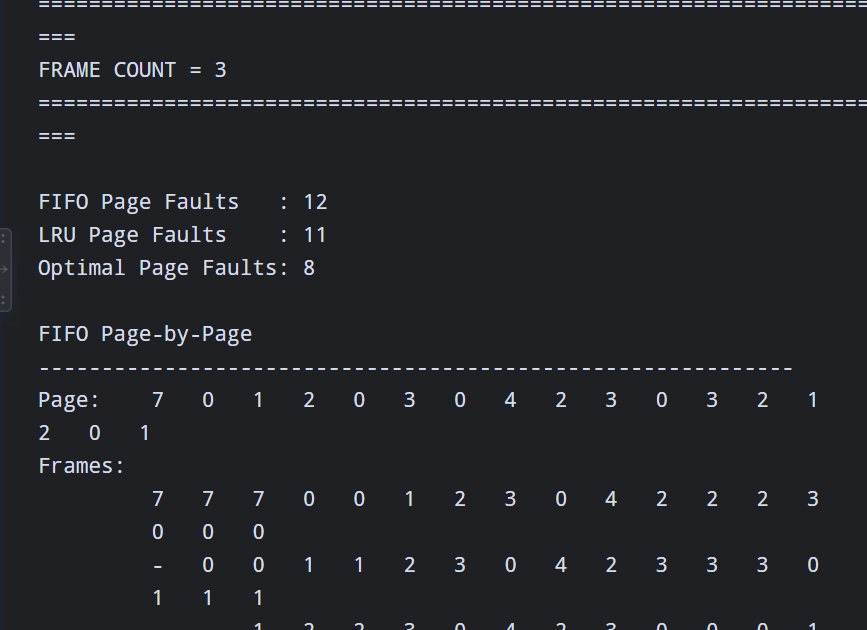 ================================================================== 
===
FRAME COUNT = 3
==================================================================
===
FIFO Page Faults   : 12
LRU Page Faults    : 11
Optimal Page Faults: 8
FIFO Page-by-Page
------------------------------------------------------------
Page:    7   0   1   2   0   3   0   4   2   3   0   3   2   1
2   0   1
Frames:
         7   7   7   0   0   1   2   3   0   4   2   2   2   3
         0   0   0
         -   0   0   1   1   2   3   0   4   2   3   3   3   0
         1   1   1
                 1   2   2   3   0   4   2   3   0   0   0   1